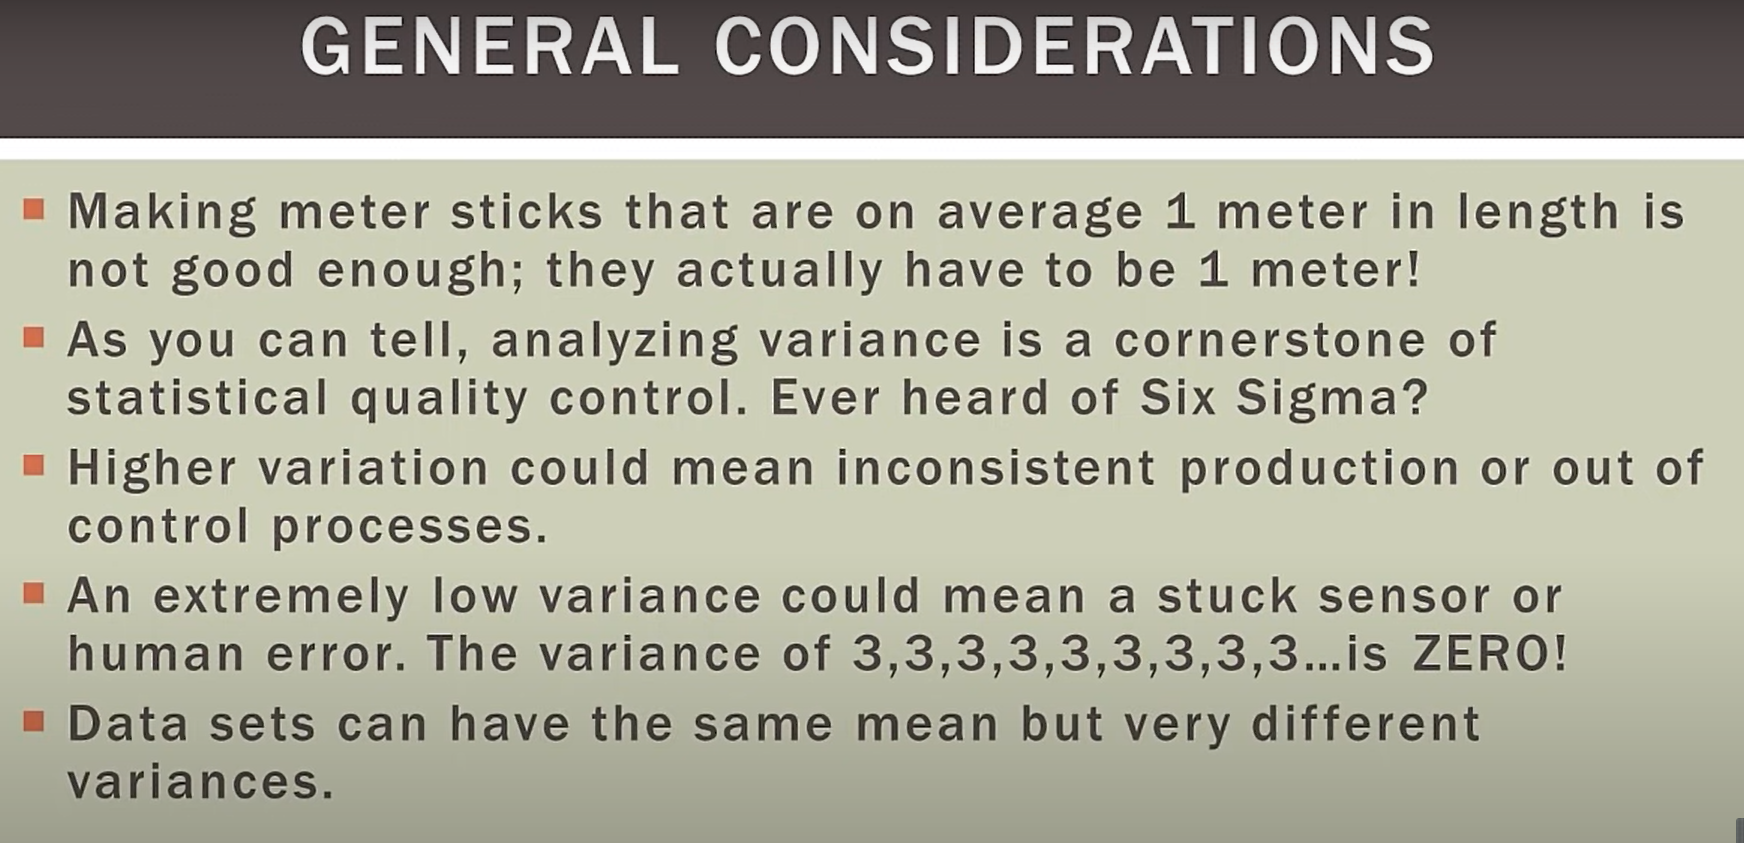 GENERAL CONSIDERATIONS
Making meter sticks that are on average 1 meter in length is
not good enough; they actually have to be 1 meter!
As you can tell, analyzing variance is a cornerstone of
statistical quality control. Ever heard of Six Sigma?
Higher variation could mean inconsistent production or out of
control processes.
An extremely low variance could mean a stuck sensor or
human error. The variance of 3,3,3,3,3,3,3,3,3...is ZERO!
Data sets can have the same mean but very different
variances.